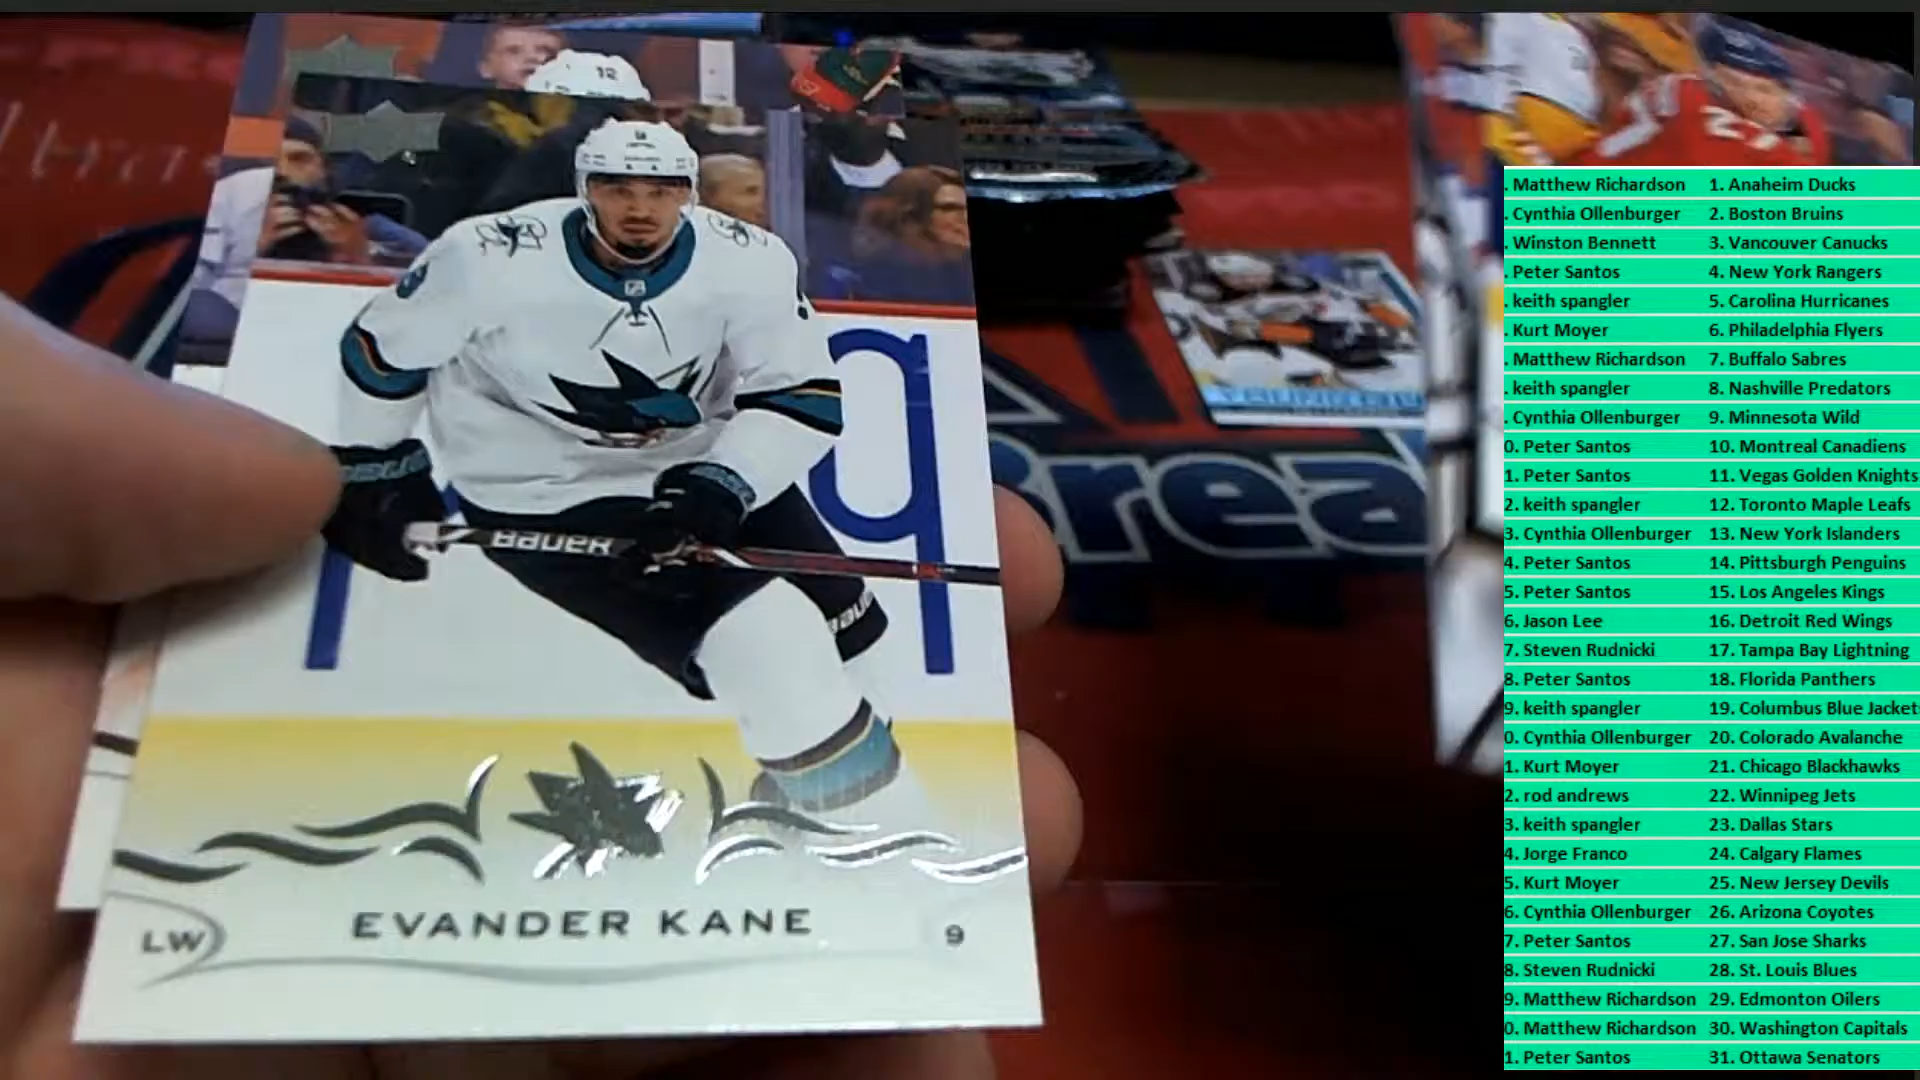 12
BAUER
BAUER
EVANDER KANE
LW
9
Brea
. Matthew Richardson 1. Anaheim Ducks
. Cynthia Ollenburger 2. Boston Bruins
. Winston Bennett 3. Vancouver Canucks
. Peter Santos 4. New York Rangers
. keith spangler 5. Carolina Hurricanes
. Kurt Moyer 6. Philadelphia Flyers
. Matthew Richardson 7. Buffalo Sabres
. keith spangler 8. Nashville Predators
. Cynthia Ollenburger 9. Minnesota Wild
0. Peter Santos 10. Montreal Canadiens
1. Peter Santos 11. Vegas Golden Knights
2. keith spangler 12. Toronto Maple Leafs
3. Cynthia Ollenburger 13. New York Islanders
4. Peter Santos 14. Pittsburgh Penguins
5. Peter Santos 15. Los Angeles Kings
6. Jason Lee 16. Detroit Red Wings
7. Steven Rudnicki 17. Tampa Bay Lightning
8. Peter Santos 18. Florida Panthers
9. keith spangler 19. Columbus Blue Jacket
0. Cynthia Ollenburger 20. Colorado Avalanche
1. Kurt Moyer 21. Chicago Blackhawks
2. rod andrews 22. Winnipeg Jets
3. keith spangler 23. Dallas Stars
4. Jorge Franco 24. Calgary Flames
5. Kurt Moyer 25. New Jersey Devils
6. Cynthia Ollenburger 26. Arizona Coyotes
7. Peter Santos 27. San Jose Sharks
8. Steven Rudnicki 28. St. Louis Blues
9. Matthew Richardson 29. Edmonton Oilers
0. Matthew Richardson 30. Washington Capitals
1. Peter Santos 31. Ottawa Senators